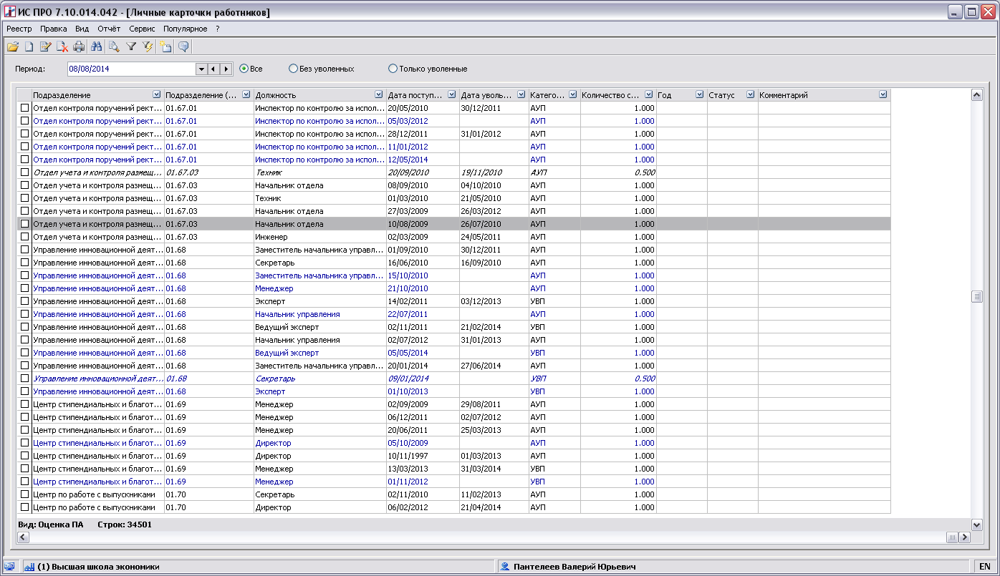 ИС ПРО 7.10.014.042 - [Личные карточки работников]
Реестр Правка Вид Отчёт Сервис Популярное ?
Период: 08/08/2014 Все Без уволенных Только уволенные
Подразделение Подразделение (... Должность Дата поступ... Дата уволь... Катего... Количество с... Год Статус Комментарий
Отдел контроля поручений рект... 01.67.01 Инспектор по контролю за испол... 20/05/2010 30/12/2011 АУП 1.000
Отдел контроля поручений рект... 01.67.01 Инспектор по контролю за испол... 05/03/2012 АУП 1.000
Отдел контроля поручений рект... 01.67.01 Инспектор по контролю за испол... 28/12/2011 31/01/2012 АУП 1.000
Отдел контроля поручений рект... 01.67.01 Инспектор по контролю за испол... 11/01/2012 АУП 1.000
Отдел контроля поручений рект... 01.67.01 Инспектор по контролю за испол... 12/05/2014 АУП 1.000
Отдел учета и контроля размещ... 01.67.03 Техник 20/09/2010 19/11/2010 АУП 0.500
Отдел учета и контроля размещ... 01.67.03 Начальник отдела 08/09/2010 04/10/2010 АУП 1.000
Отдел учета и контроля размещ... 01.67.03 Техник 01/03/2010 21/05/2010 АУП 1.000
Отдел учета и контроля размещ... 01.67.03 Начальник отдела 27/03/2009 26/03/2012 АУП 1.000
Отдел учета и контроля размещ... 01.67.03 Начальник отдела 10/08/2009 26/07/2010 АУП 1.000
Отдел учета и контроля размещ... 01.67.03 Инженер 02/03/2009 24/05/2011 АУП 1.000
Управление инновационной деят... 01.68 Заместитель начальника управл... 01/09/2010 30/12/2011 АУП 1.000
Управление инновационной деят... 01.68 Секретарь 16/06/2010 16/09/2010 АУП 1.000
Управление инновационной деят... 01.68 Заместитель начальника управл... 15/10/2010 АУП 1.000
Управление инновационной деят... 01.68 Менеджер 21/10/2010 АУП 1.000
Управление инновационной деят... 01.68 Эксперт 14/02/2011 03/12/2013 УВП 1.000
Управление инновационной деят... 01.68 Начальник управления 22/07/2011 АУП 1.000
Управление инновационной деят... 01.68 Ведущий эксперт 02/11/2011 21/02/2014 УВП 1.000
Управление инновационной деят... 01.68 Начальник управления 02/07/2012 31/01/2013 АУП 1.000
Управление инновационной деят... 01.68 Ведущий эксперт 05/05/2014 УВП 1.000
Управление инновационной деят... 01.68 Заместитель начальника управл... 20/01/2014 27/06/2014 АУП 1.000
Управление инновационной деят... 01.68 Секретарь 09/01/2014 УВП 0.500
Управление инновационной деят... 01.68 Эксперт 01/10/2013 УВП 1.000
Центр стипендиальных и благот... 01.69 Менеджер 02/09/2009 29/08/2011 АУП 1.000
Центр стипендиальных и благот... 01.69 Менеджер 06/12/2011 02/07/2012 АУП 1.000
Центр стипендиальных и благот... 01.69 Менеджер 20/06/2011 25/03/2013 АУП 1.000
Центр стипендиальных и благот... 01.69 Директор 05/10/2009 АУП 1.000
Центр стипендиальных и благот... 01.69 Директор 10/11/1997 01/03/2013 АУП 1.000
Центр стипендиальных и благот... 01.69 Менеджер 13/03/2013 31/03/2014 УВП 1.000
Центр стипендиальных и благот... 01.69 Менеджер 01/11/2012 УВП 1.000
Центр по работе с выпускниками 01.70 Секретарь 02/11/2010 11/02/2013 АУП 1.000
Центр по работе с выпускниками 01.70 Директор 06/02/2012 21/04/2014 АУП 1.000
Вид: Оценка ПА Строк: 34501
(1) Высшая школа экономики Пантелеев Валерий Юрьевич EN